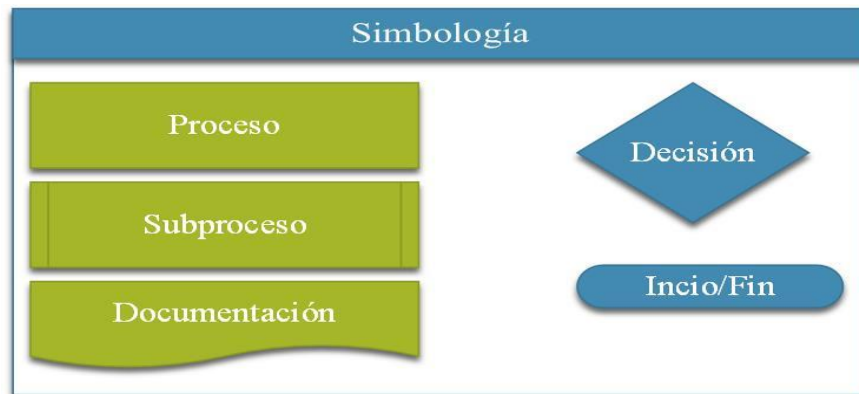 Simbología
Proceso
Subproceso
Documentación
Decisión
Incio/Fin